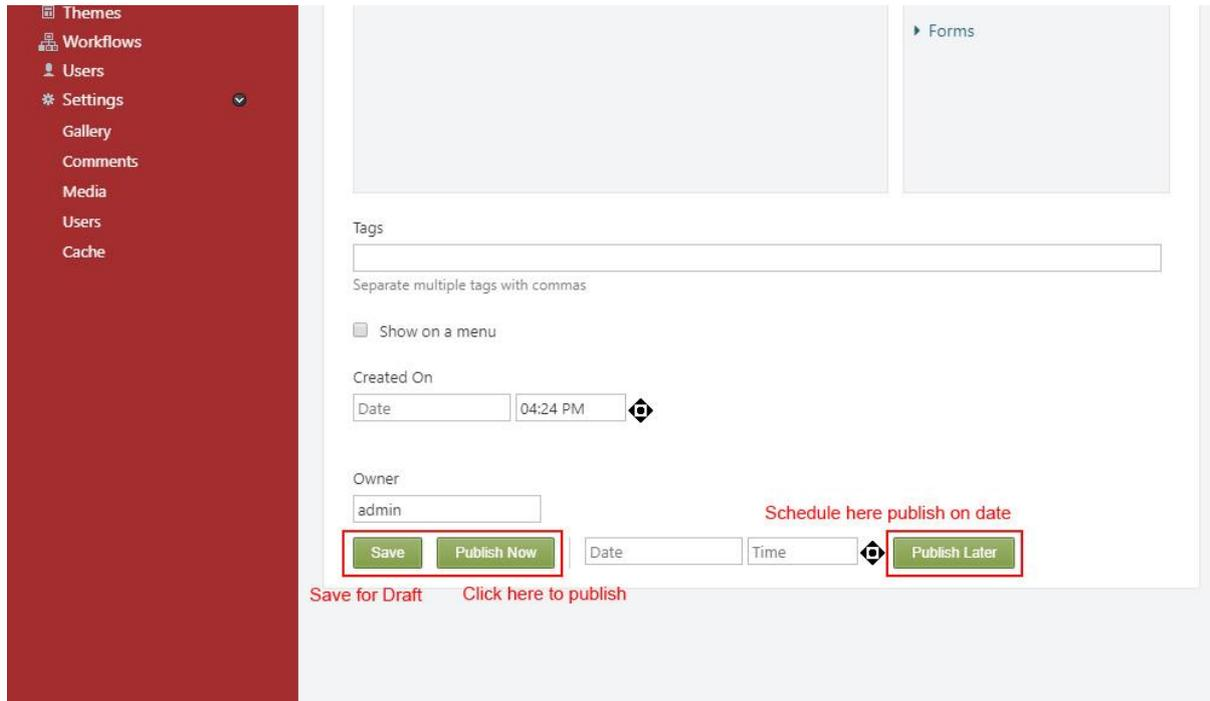 Themes
Workflows
Users
Settings
Gallery
Comments
Media
Users
Cache
Forms
Tags
Separate multiple tags with commas
Show on a menu
Created On
Date 04:24 PM
Owner
admin
Schedule here publish on date
Save Publish Now Date Time Publish Later
Save for Draft Click here to publish